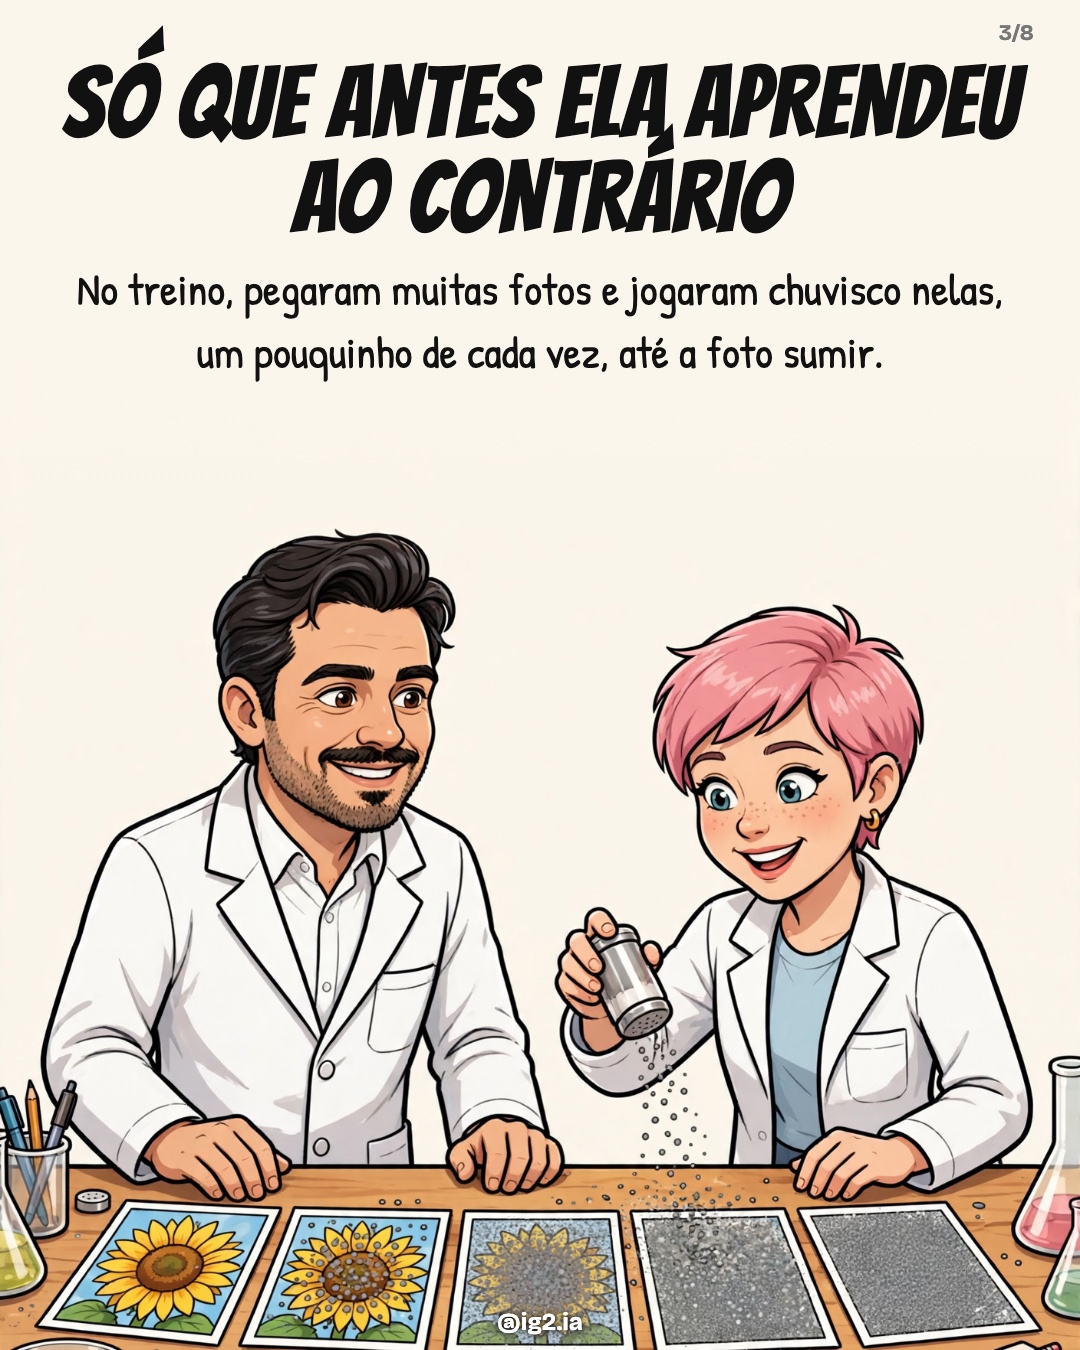 3/8
SÓ QUE ANTES ELA APRENDEU
AO CONTRÁRIO
No treino, pegaram muitas fotos e jogaram chuvisco nelas,
um pouquinho de cada vez, até a foto sumir.
@ig2.ia